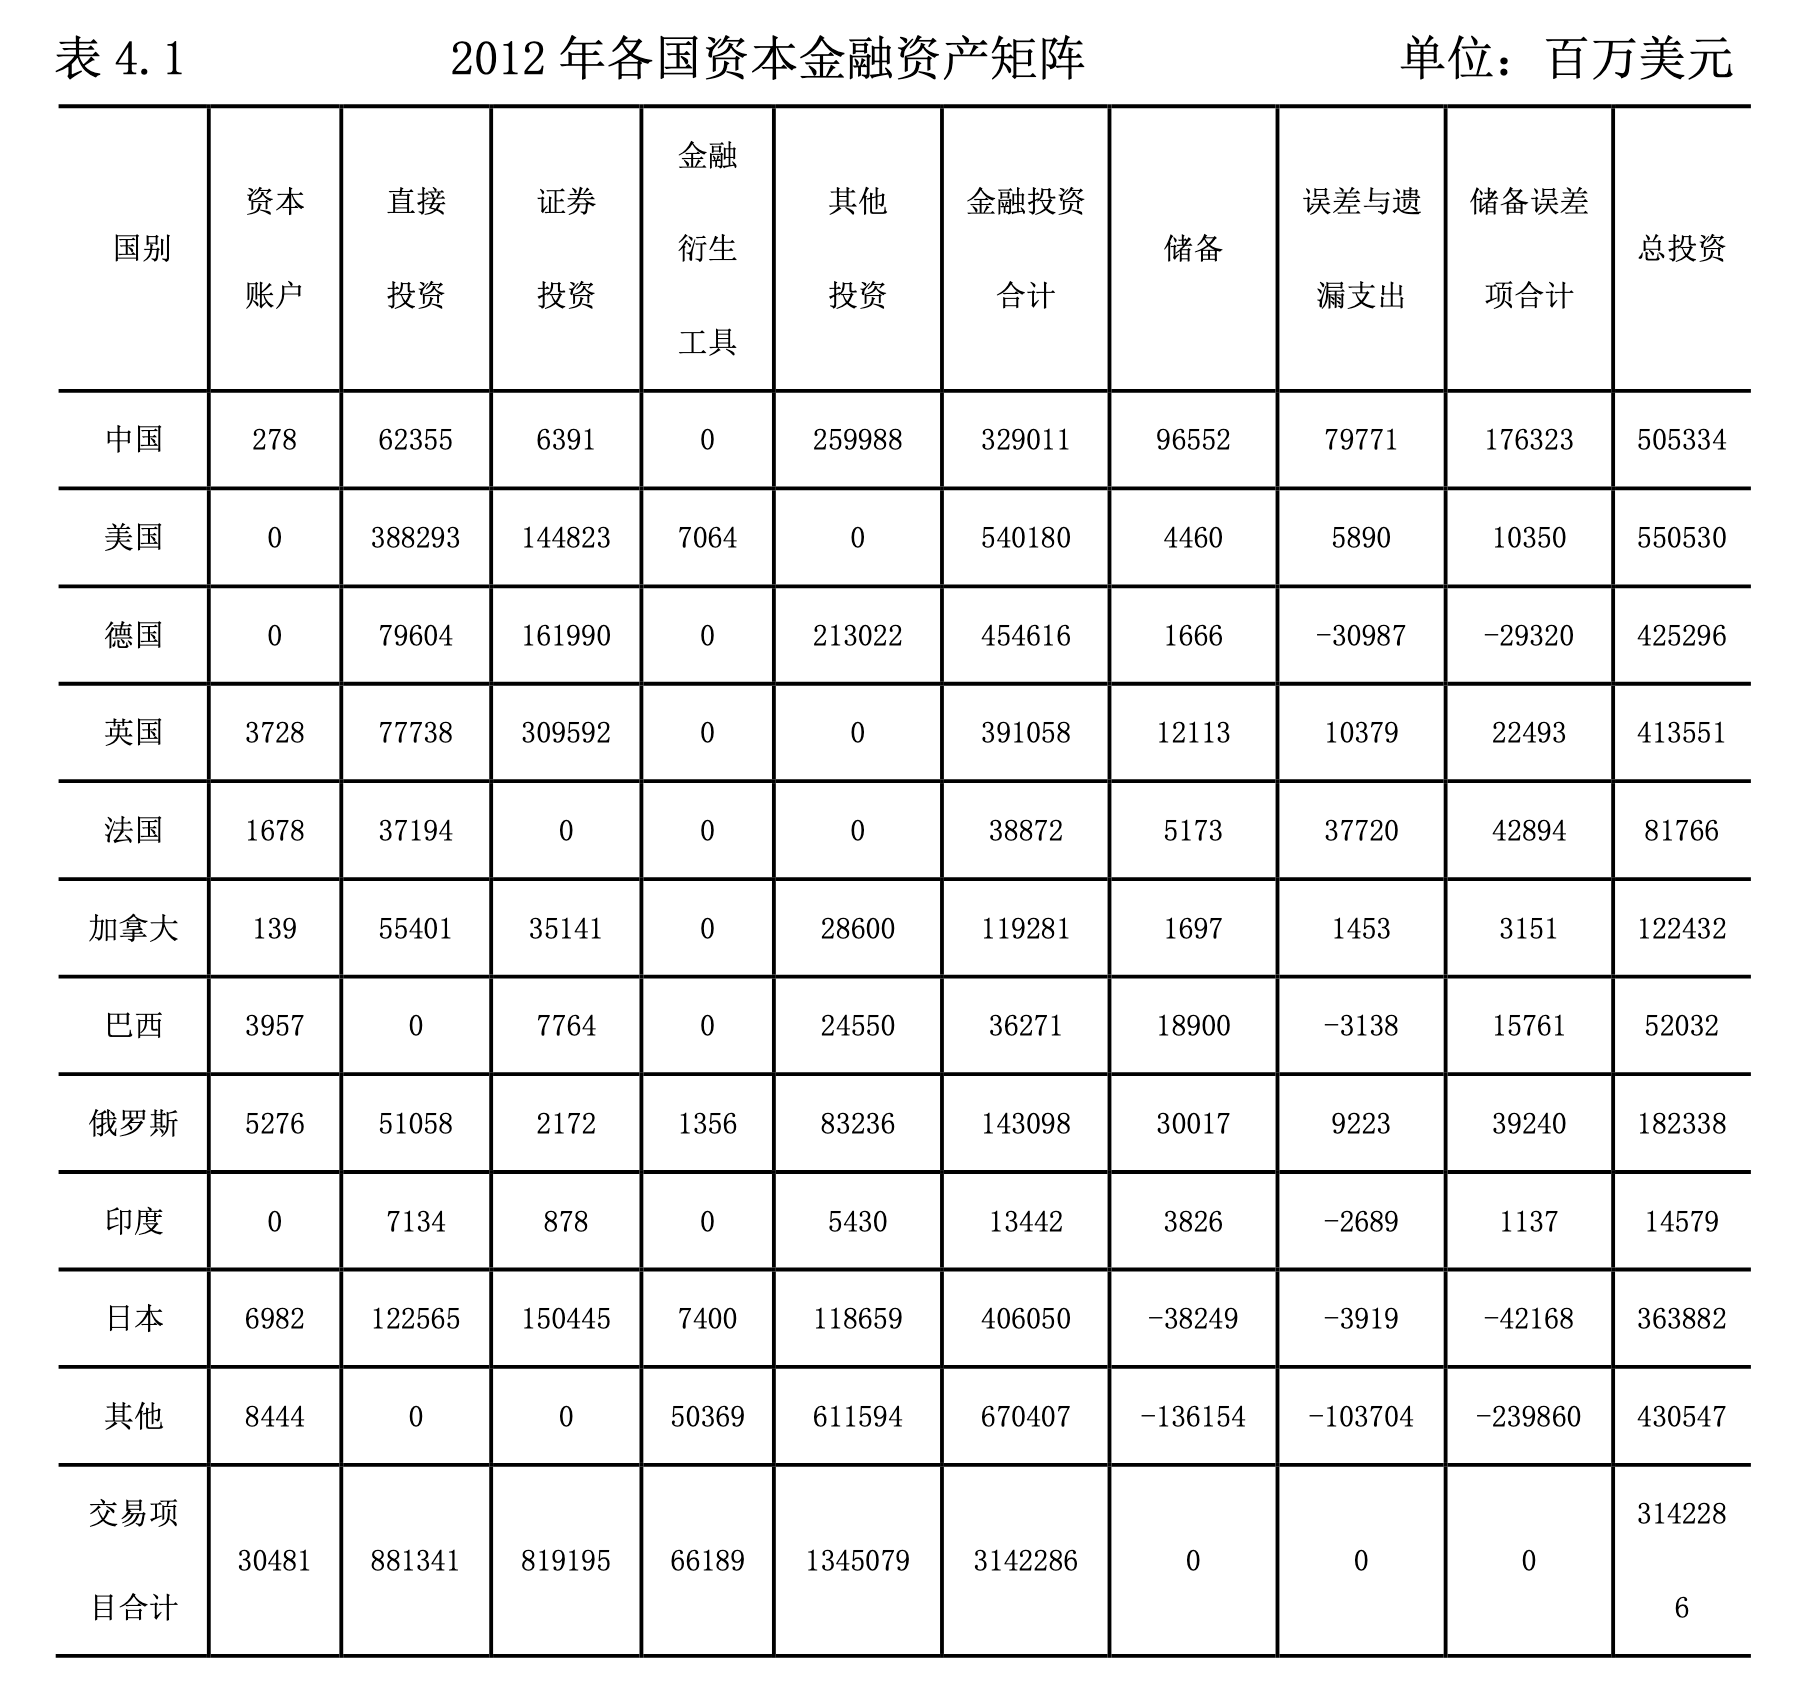 表 4.1 2012 年各国资本金融资产矩阵 单位：百万美元
国别 资本账户 直接投资 证券投资 金融衍生工具 其他投资 金融投资合计 储备 误差与遗漏支出 储备误差项合计 总投资
中国 278 62355 6391 0 259988 329011 96552 79771 176323 505334
美国 0 388293 144823 7064 0 540180 4460 5890 10350 550530
德国 0 79604 161990 0 213022 454616 1666 -30987 -29320 425296
英国 3728 77738 309592 0 0 391058 12113 10379 22493 413551
法国 1678 37194 0 0 0 38872 5173 37720 42894 81766
加拿大 139 55401 35141 0 28600 119281 1697 1453 3151 122432
巴西 3957 0 7764 0 24550 36271 18900 -3138 15761 52032
俄罗斯 5276 51058 2172 1356 83236 143098 30017 9223 39240 182338
印度 0 7134 878 0 5430 13442 3826 -2689 1137 14579
日本 6982 122565 150445 7400 118659 406050 -38249 -3919 -42168 363882
其他 8444 0 0 50369 611594 670407 -136154 -103704 -239860 430547
交易项目合计 30481 881341 819195 66189 1345079 3142286 0 0 0 3142286